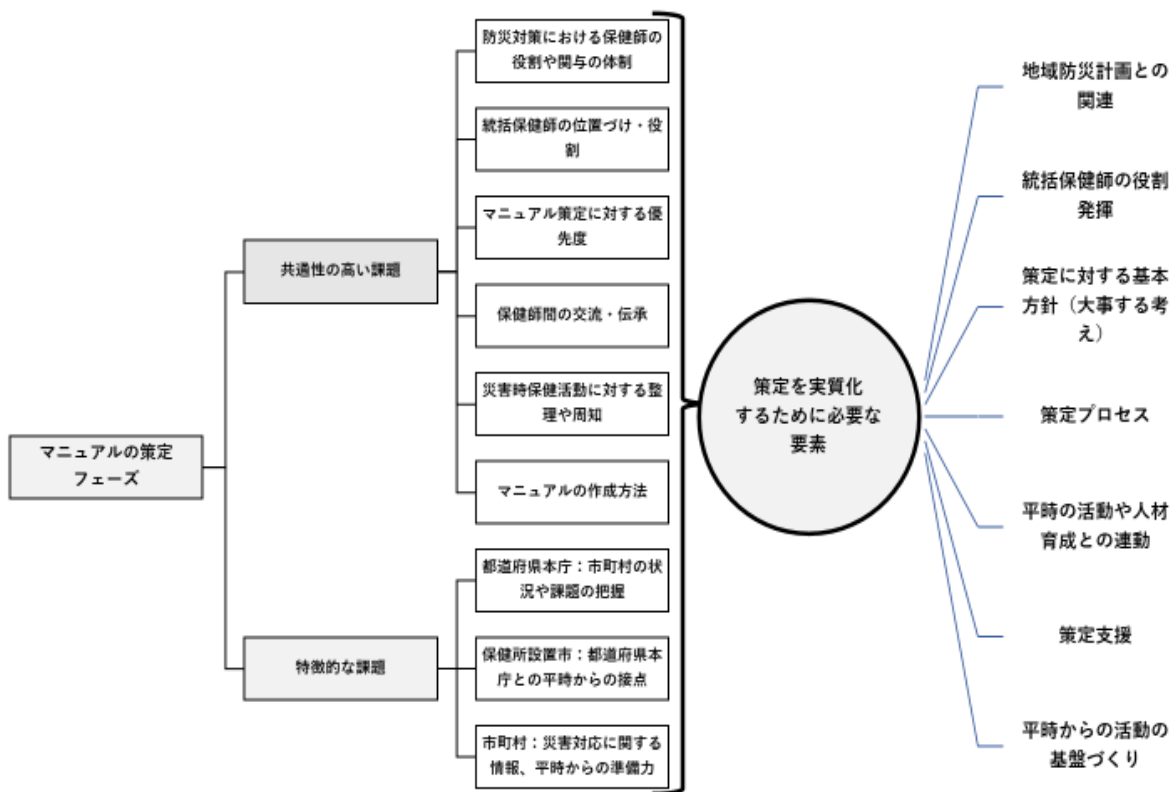 マニュアルの策定
フェーズ
共通性の高い課題
防災対策における保健師の
役割や関与の体制
統括保健師の位置づけ・役
割
マニュアル策定に対する優
先度
保健師間の交流・伝承
災害時保健活動に対する整
理や周知
マニュアルの作成方法
特徴的な課題
都道府県本庁：市町村の状
況や課題の把握
保健所設置市：都道府県本
庁との平時からの接点
市町村：災害対応に関する
情報、平時からの準備力
策定を実質化
するために必要な
要素
地域防災計画との
関連
統括保健師の役割
発揮
策定に対する基本
方針（大事する考
え）
策定プロセス
平時の活動や人材
育成との連動
策定支援
平時からの活動の
基盤づくり